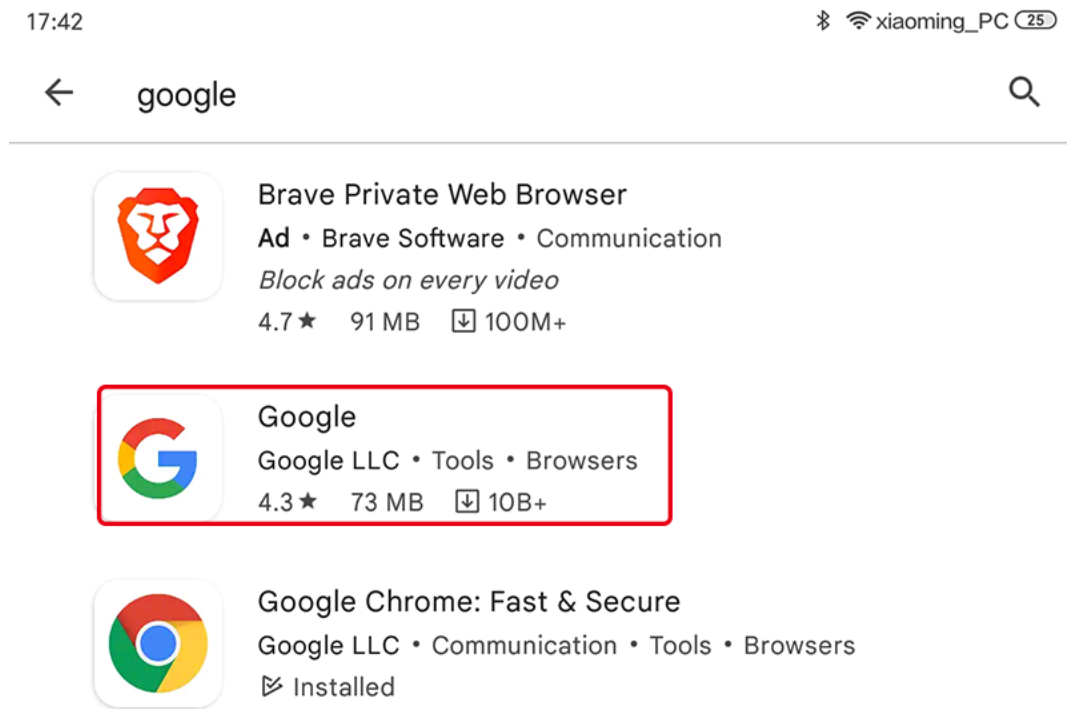 17:42 xiaoming_PC 25
google
Brave Private Web Browser
Ad • Brave Software • Communication
Block ads on every video
4.7★ 91 MB 100M+
Google
Google LLC • Tools • Browsers
4.3★ 73 MB 10B+
Google Chrome: Fast & Secure
Google LLC • Communication • Tools • Browsers
Installed